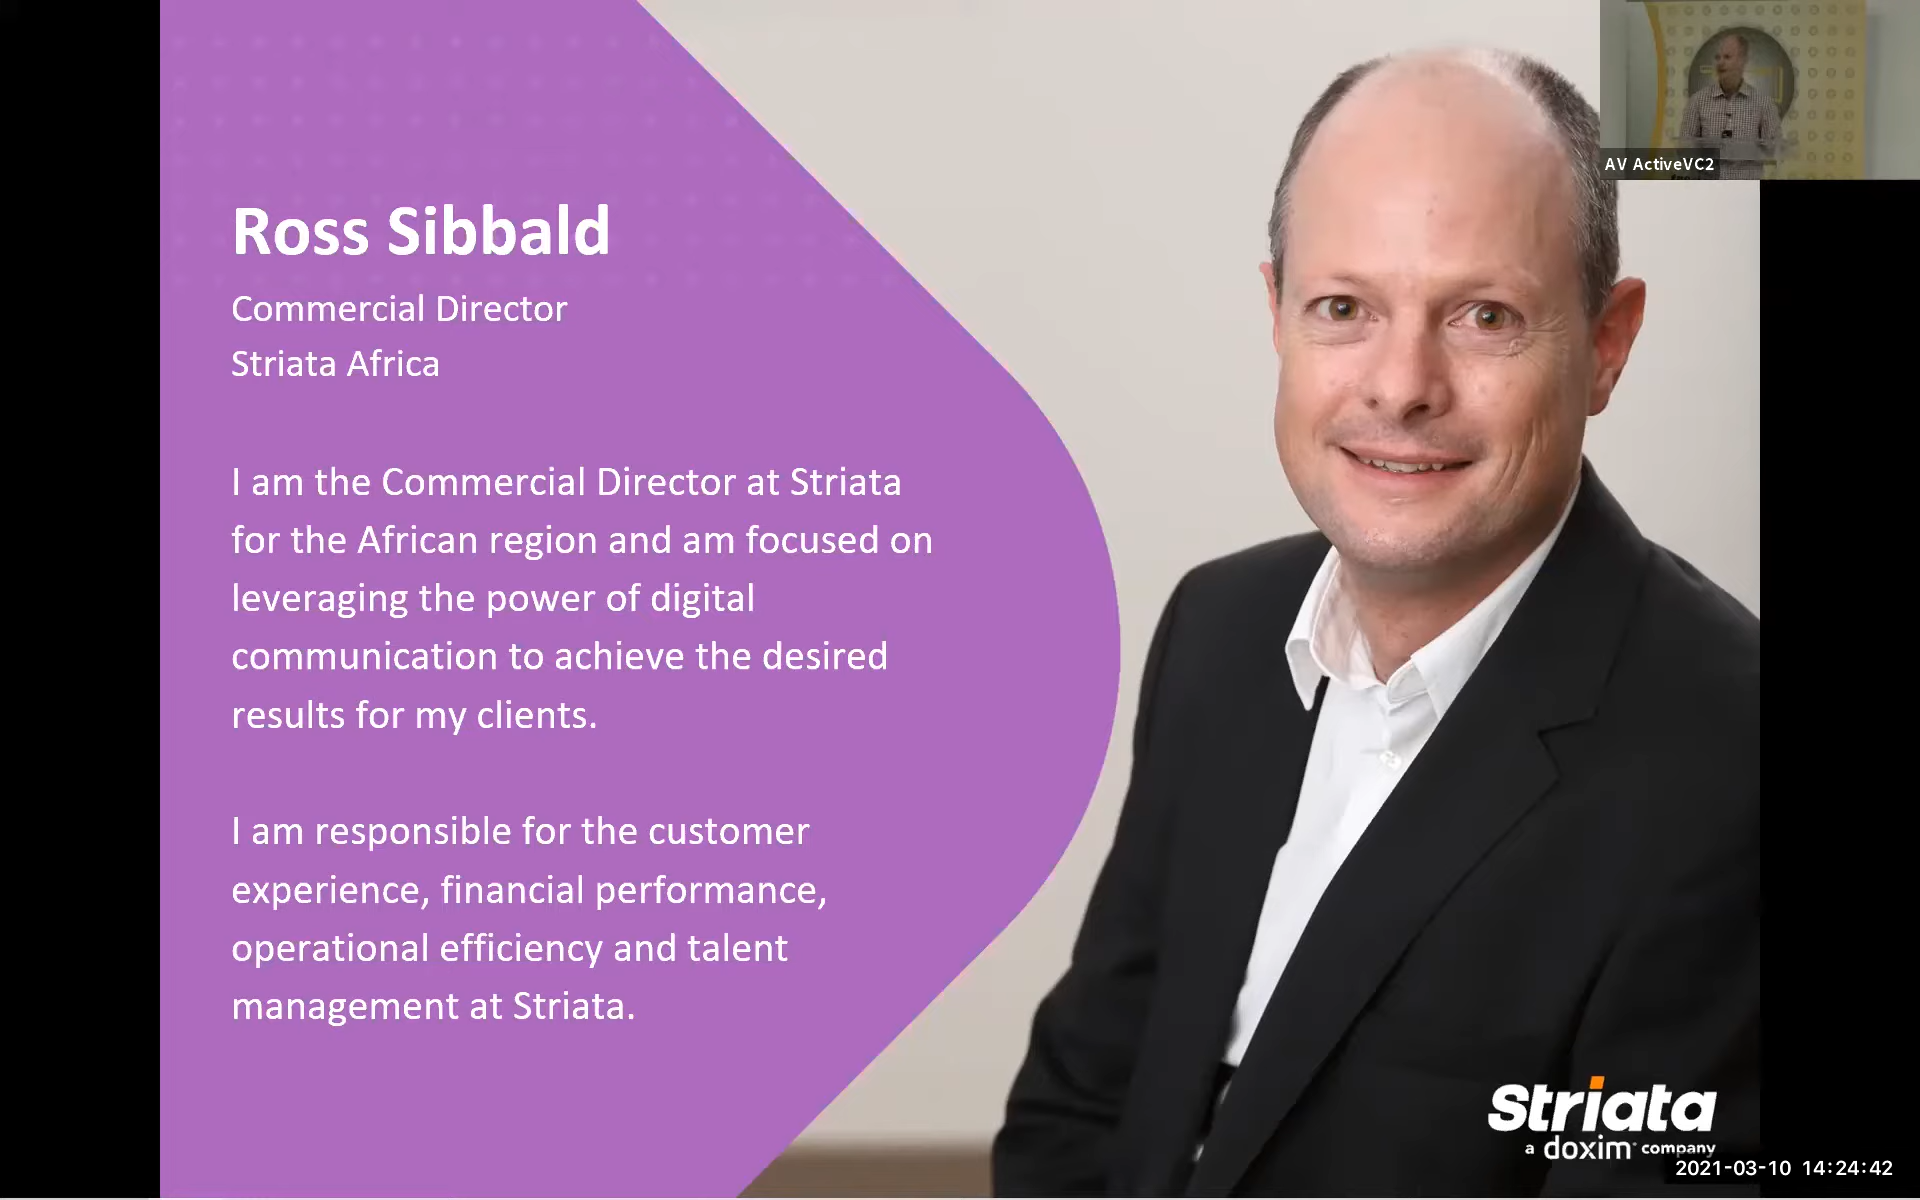 Ross Sibbald
Commercial Director
Striata Africa
I am the Commercial Director at Striata
for the African region and am focused on
leveraging the power of digital
communication to achieve the desired
results for my clients.
I am responsible for the customer
experience, financial performance,
operational efficiency and talent
management at Striata.
AV ActiveVC2
Striata
a doxim company
2021-03-10 14:24:42